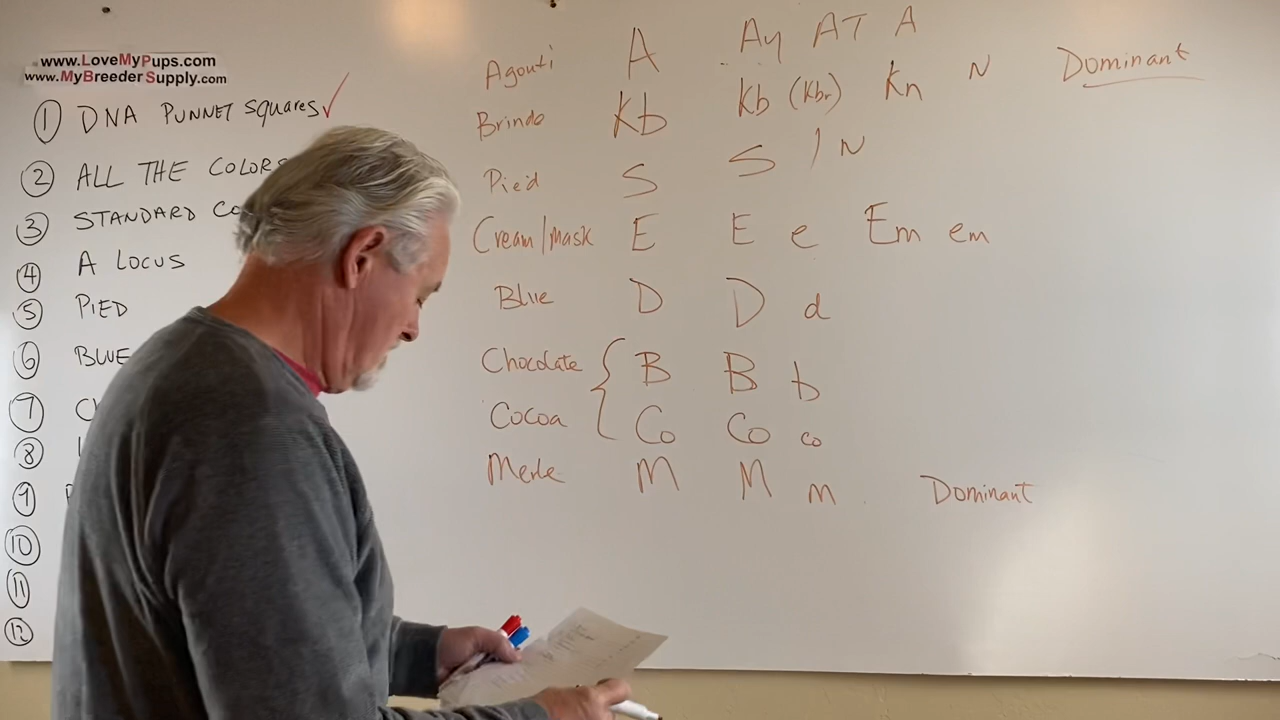 www.LoveMyPups.com
www.MyBreederSupply.com
① DNA PUNNET Squares ✓
② ALL THE COLORS
③ STANDARD Co
④ A LOCUS
⑤ PIED
⑥ BLUE
⑦
⑧
⑨
⑩
⑪
⑫
Agouti A Ay AT A
Brindo Kb Kb (Kbr) Kn N Dominant
Pied S S / N
Cream/Mask E E e Em em
Blue D D d
Chocolate { B B b
Cocoa Co Co co
Merle M M m Dominant